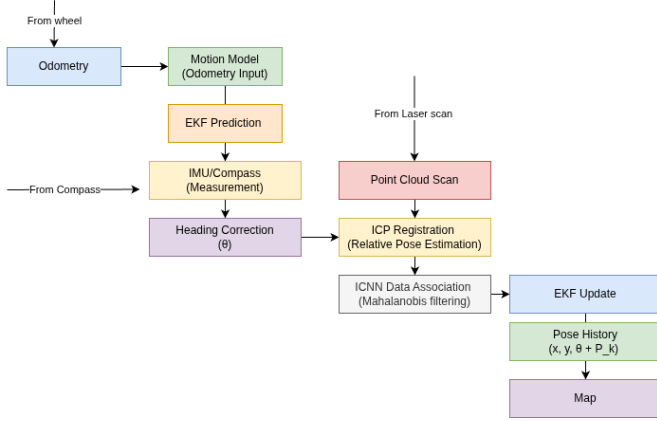 From wheel
Odometry
Motion Model
(Odometry Input)
EKF Prediction
From Laser scan
IMU/Compass
(Measurement)
Point Cloud Scan
From Compass
Heading Correction
(θ)
ICP Registration
(Relative Pose Estimation)
ICNN Data Association
(Mahalanobis filtering)
EKF Update
Pose History
(x, y, θ + P_k)
Map